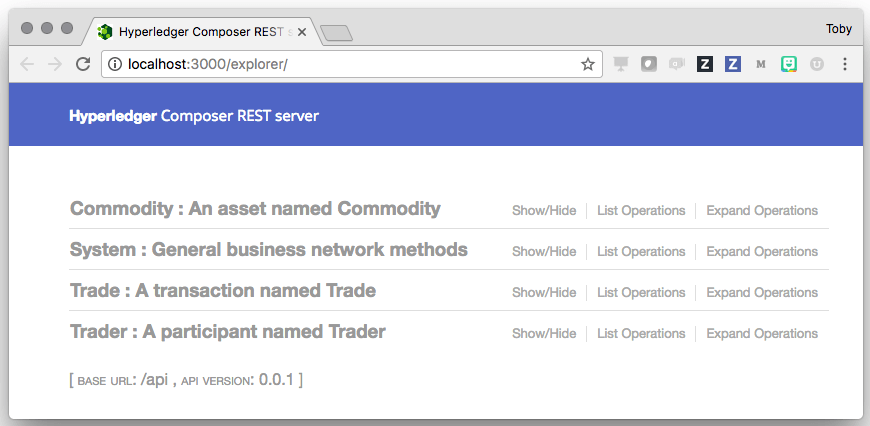 Hyperledger Composer REST s
Toby
localhost:3000/explorer/
Z Z M
Hyperledger Composer REST server
Commodity : An asset named Commodity Show/Hide List Operations Expand Operations
System : General business network methods Show/Hide List Operations Expand Operations
Trade : A transaction named Trade Show/Hide List Operations Expand Operations
Trader : A participant named Trader Show/Hide List Operations Expand Operations
[ BASE URL: /api , API VERSION: 0.0.1 ]